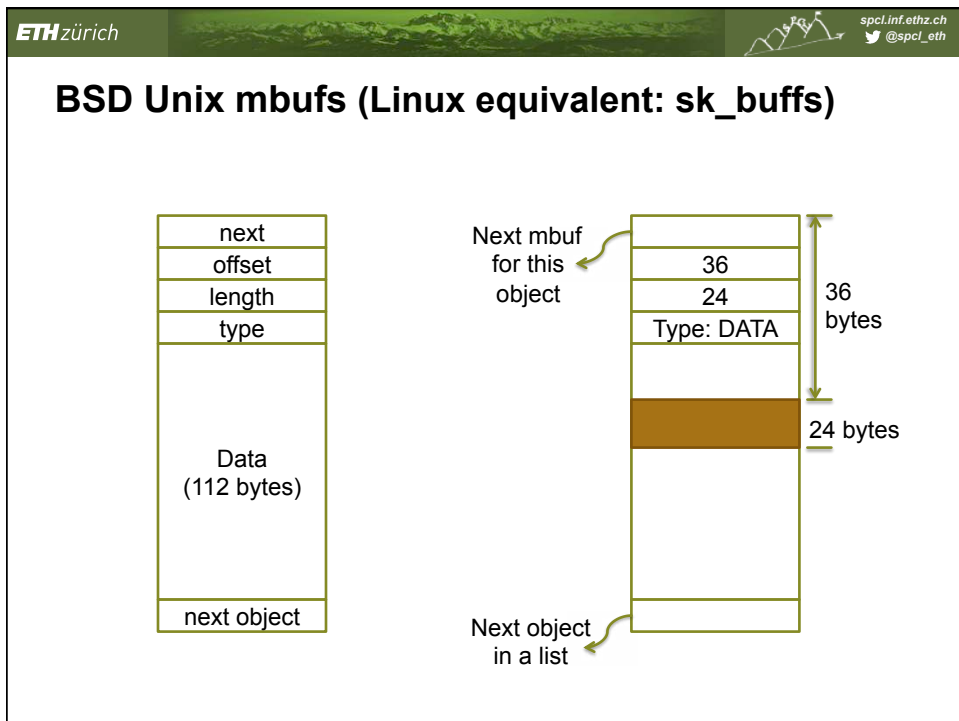 ETH zürich
spcl.inf.ethz.ch
@spcl_eth
BSD Unix mbufs (Linux equivalent: sk_buffs)
next
offset
length
type
Data
(112 bytes)
next object
Next mbuf
for this
object
36
24
Type: DATA
36
bytes
24 bytes
Next object
in a list